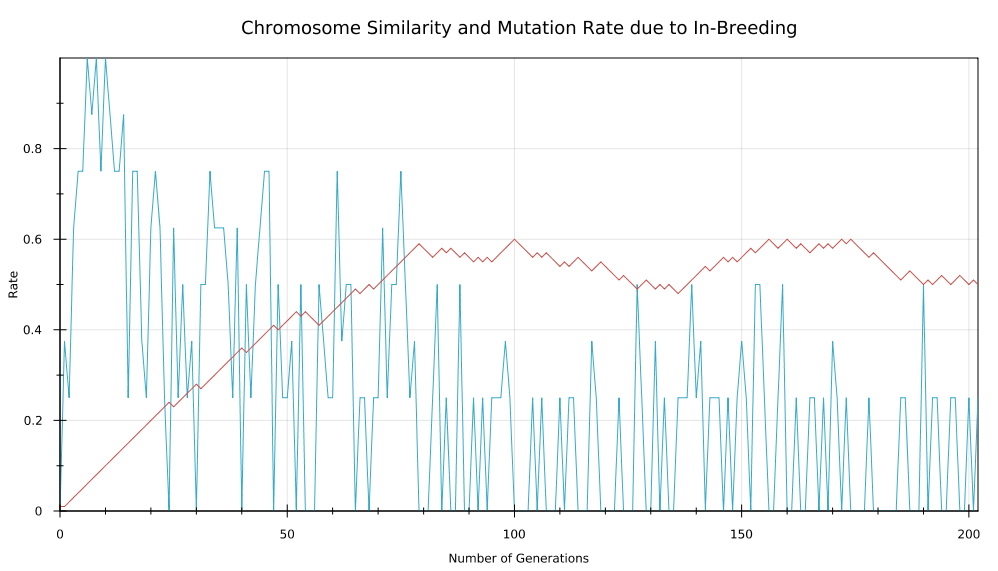 Chromosome Similarity and Mutation Rate due to In-Breeding
0.8
0.6
0.4
0.2
0
Rate
0 50 100 150 200
Number of Generations